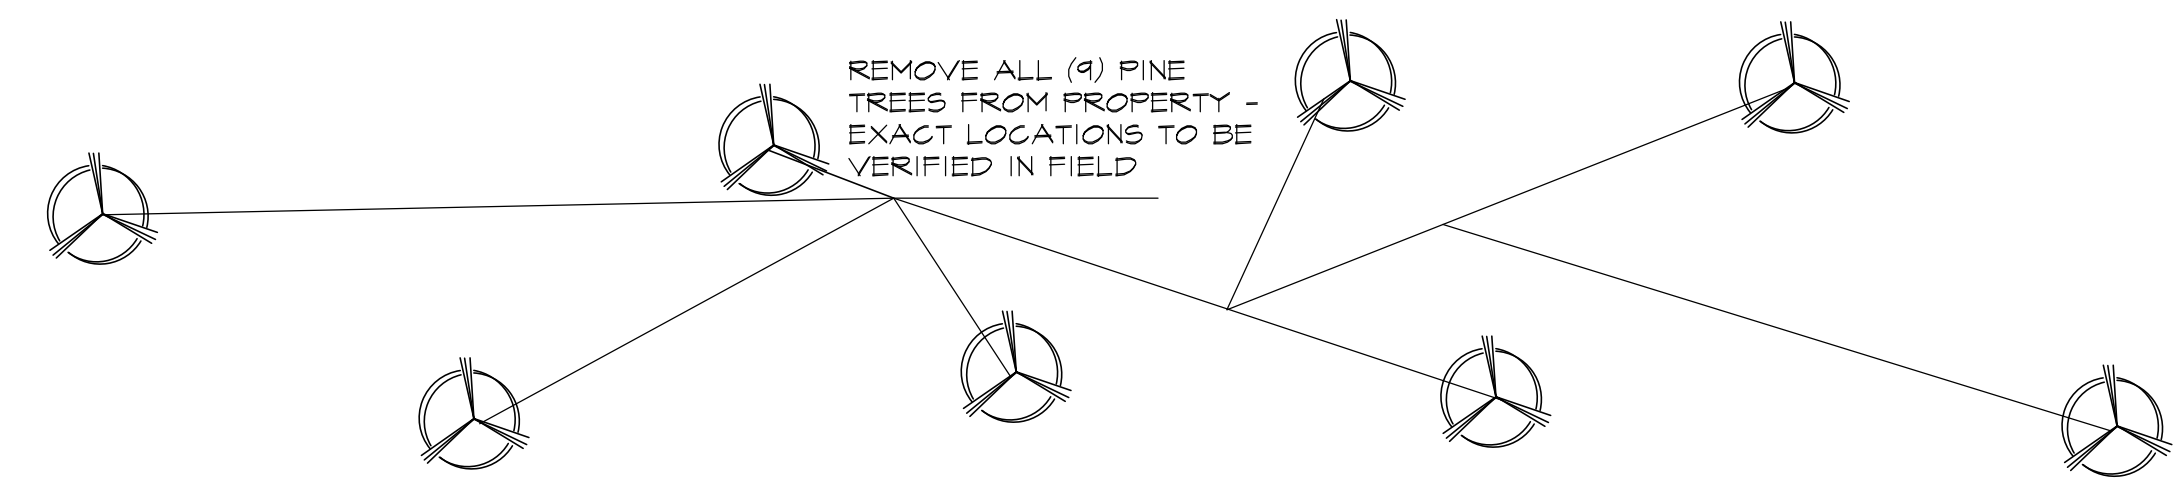 REMOVE ALL (9) PINE
TREES FROM PROPERTY -
EXACT LOCATIONS TO BE
VERIFIED IN FIELD